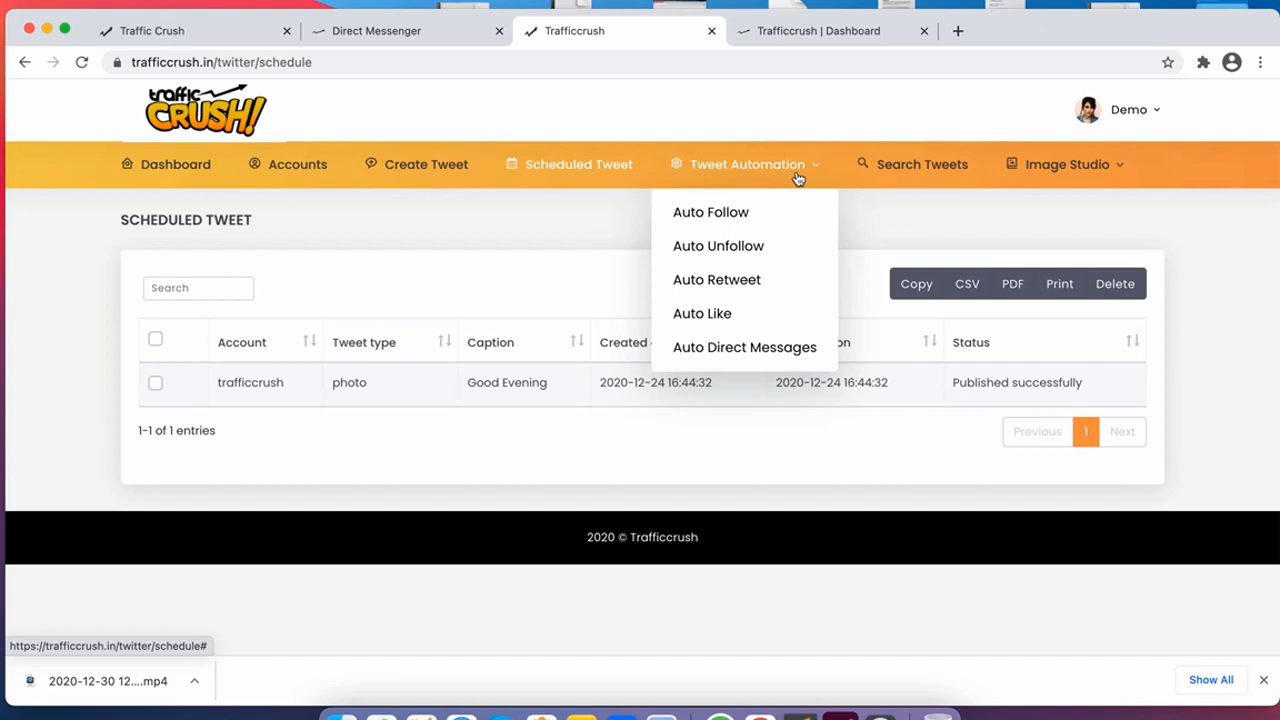 Traffic Crush
Direct Messenger
Trafficcrush
Trafficcrush | Dashboard
trafficcrush.in/twitter/schedule
traffic
CRUSH!
Demo
Dashboard
Accounts
Create Tweet
Scheduled Tweet
Tweet Automation
Search Tweets
Image Studio
Auto Follow
Auto Unfollow
Auto Retweet
Auto Like
Auto Direct Messages
SCHEDULED TWEET
Search
Copy CSV PDF Print Delete
Account Tweet type Caption Created Status
trafficcrush photo Good Evening 2020-12-24 16:44:32 2020-12-24 16:44:32 Published successfully
1-1 of 1 entries
Previous 1 Next
2020 © Trafficcrush
https://trafficcrush.in/twitter/schedule#
2020-12-30 12....mp4
Show All